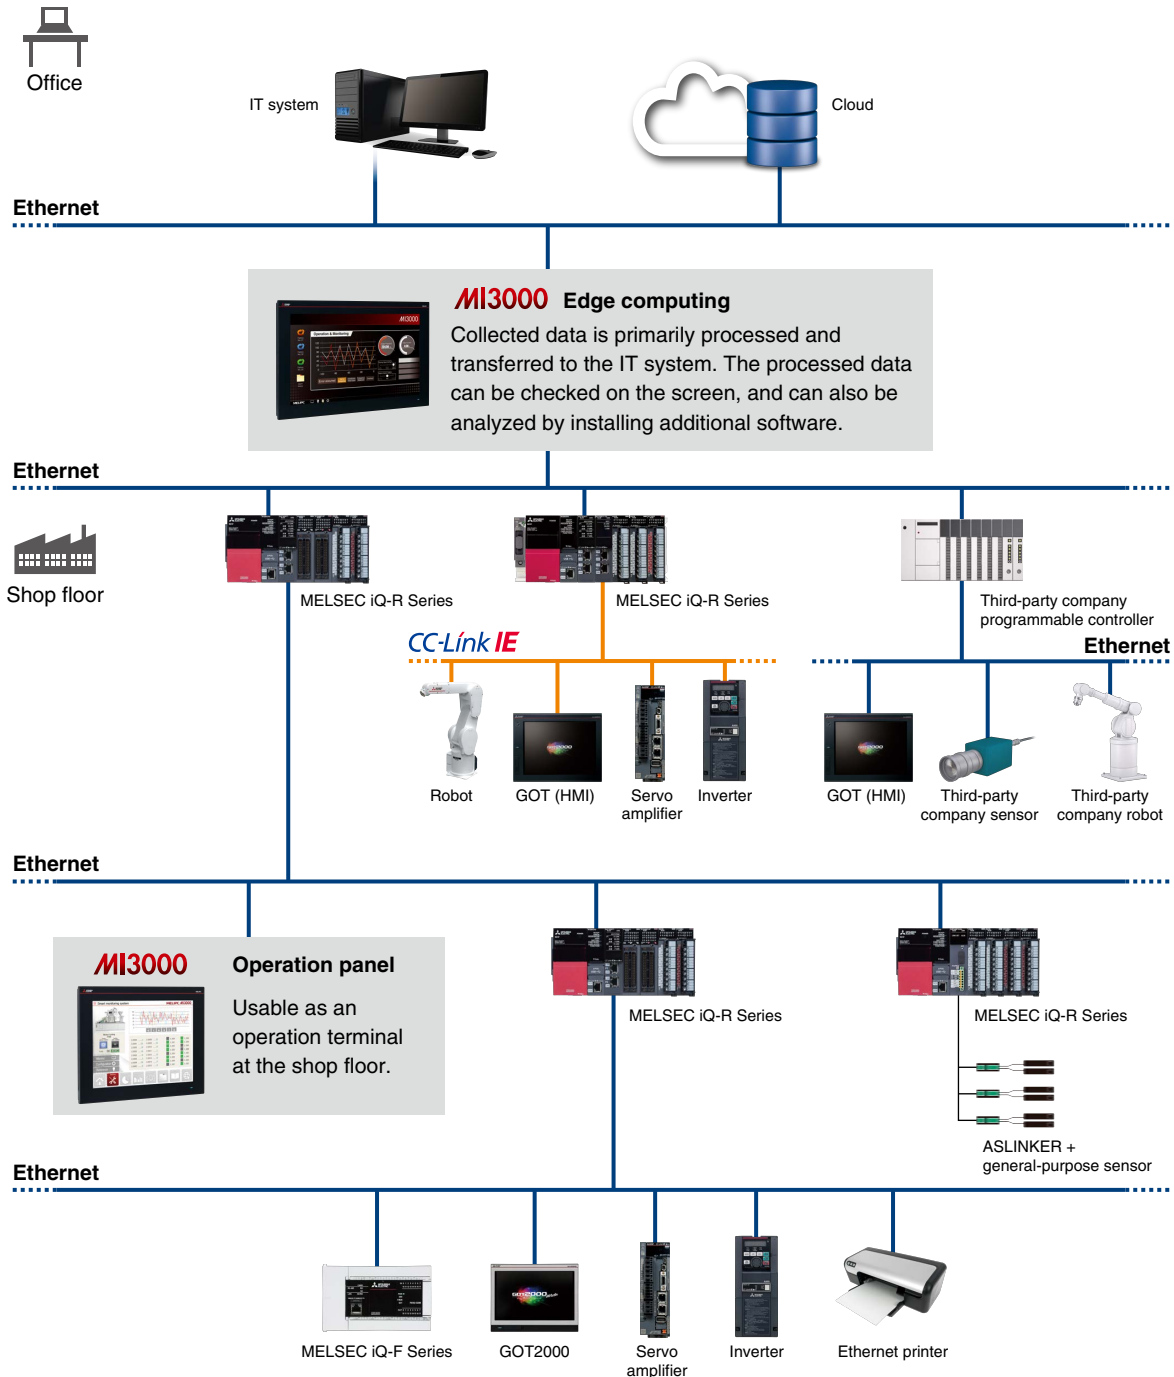 Office
IT system
Cloud
Ethernet
MI3000 Edge computing
Collected data is primarily processed and
transferred to the IT system. The processed data
can be checked on the screen, and can also be
analyzed by installing additional software.
MI3000
Ethernet
Shop floor
MELSEC iQ-R Series
MELSEC iQ-R Series
Third-party company
programmable controller
CC-Link IE
Ethernet
Robot
GOT (HMI)
Servo
amplifier
Inverter
GOT (HMI)
Third-party
company sensor
Third-party
company robot
Ethernet
MI3000
Operation panel
Usable as an
operation terminal
at the shop floor.
MELSEC iQ-R Series
MELSEC iQ-R Series
ASLINKER +
general-purpose sensor
Ethernet
GOT2000
MELSEC iQ-F Series
GOT2000
Servo
amplifier
Inverter
Ethernet printer